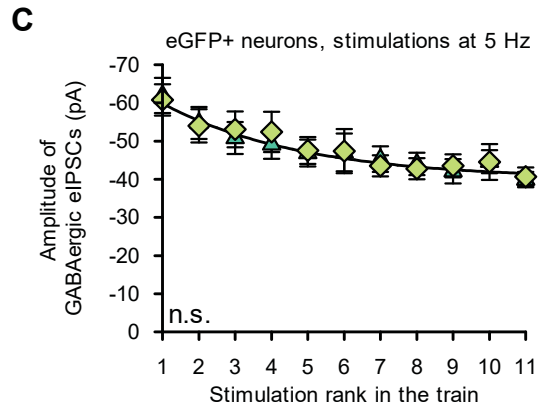 C
eGFP+ neurons, stimulations at 5 Hz
Amplitude of
GABAergic eIPSCs (pA)
-70
-60
-50
-40
-30
-20
-10
0
n.s.
1 2 3 4 5 6 7 8 9 10 11
Stimulation rank in the train